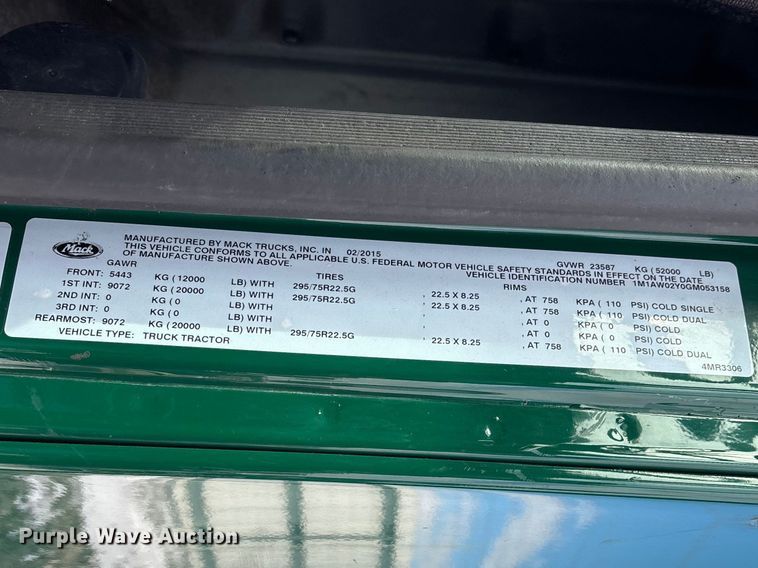 Mack
MANUFACTURED BY MACK TRUCKS, INC. IN 02/2015 GVWR 23587 KG (52000 LB)
THIS VEHICLE CONFORMS TO ALL APPLICABLE U.S. FEDERAL MOTOR VEHICLE SAFETY STANDARDS IN EFFECT ON THE DATE
OF MANUFACTURE SHOWN ABOVE. VEHICLE IDENTIFICATION NUMBER 1M1AW02Y0GM053158
GAWR TIRES RIMS
FRONT: 5443 KG (12000 LB) WITH 295/75R22.5G , 22.5 X 8.25 , AT 758 KPA ( 110 PSI) COLD SINGLE
1ST INT: 9072 KG (20000 LB) WITH 295/75R22.5G , 22.5 X 8.25 , AT 758 KPA ( 110 PSI) COLD DUAL
2ND INT: 0 KG (0 LB) WITH , AT 0 KPA ( 0 PSI) COLD
3RD INT: 0 KG (0 LB) WITH , AT 0 KPA ( 0 PSI) COLD
REARMOST: 9072 KG (20000 LB) WITH 295/75R22.5G , 22.5 X 8.25 , AT 758 KPA ( 110 PSI) COLD DUAL
VEHICLE TYPE: TRUCK TRACTOR 4MR3306
Purple Wave Auction